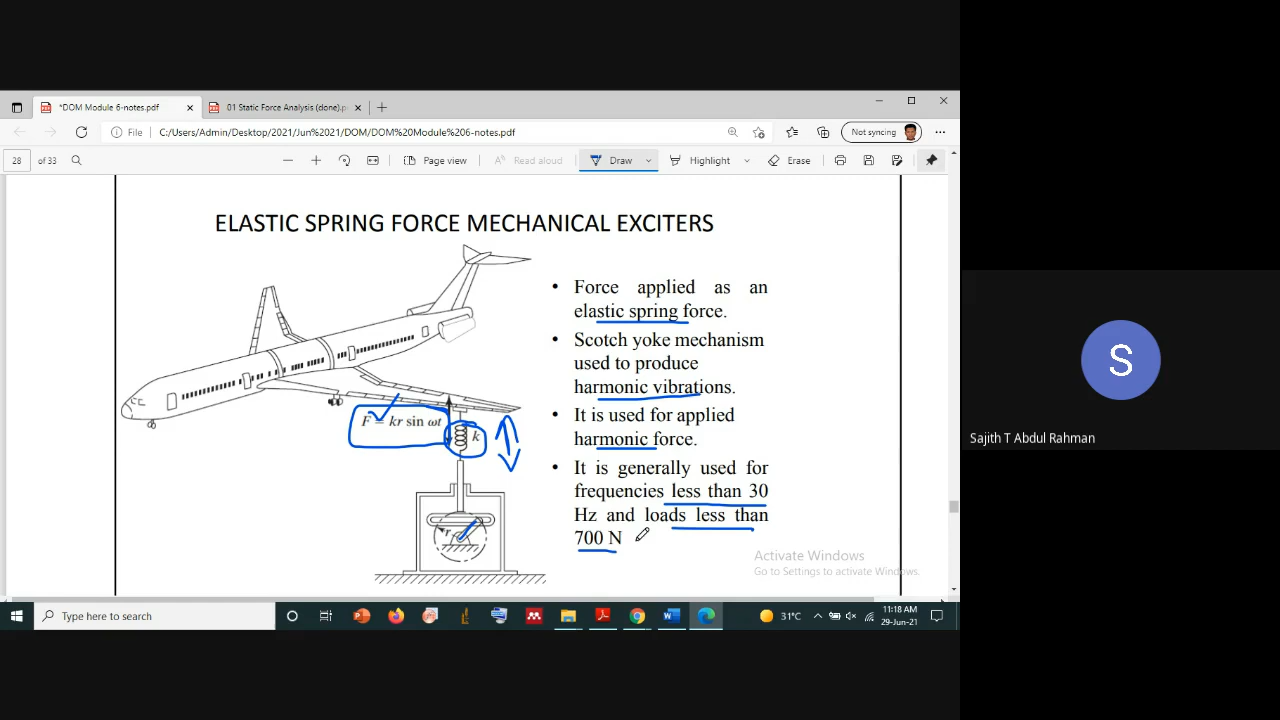 *DOM Module 6-notes.pdf
01 Static Force Analysis (done).p
File
C:/Users/Admin/Desktop/2021/Jun%2021/DOM/DOM%20Module%206-notes.pdf
Not syncing
28 of 33
Page view
Read aloud
Draw
Highlight
Erase
ELASTIC SPRING FORCE MECHANICAL EXCITERS
• Force applied as an
elastic spring force.
• Scotch yoke mechanism
used to produce
harmonic vibrations.
• It is used for applied
harmonic force.
• It is generally used for
frequencies less than 30
Hz and loads less than
700 N
F = kr sin ωt
k
r
Activate Windows
Go to Settings to activate Windows.
Type here to search
31°C
11:18 AM
29-Jun-21
S
Sajith T Abdul Rahman